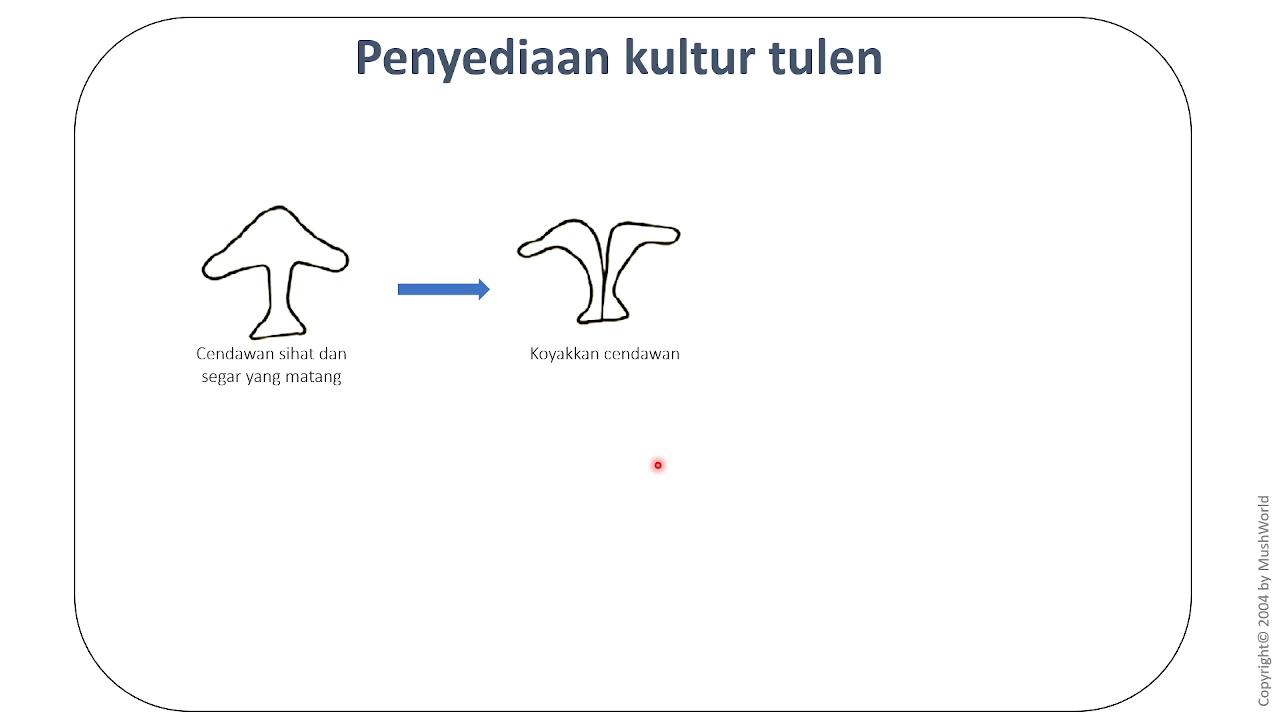 Penyediaan kultur tulen
Cendawan sihat dan
segar yang matang
Koyakkan cendawan
Copyright© 2004 by MushWorld